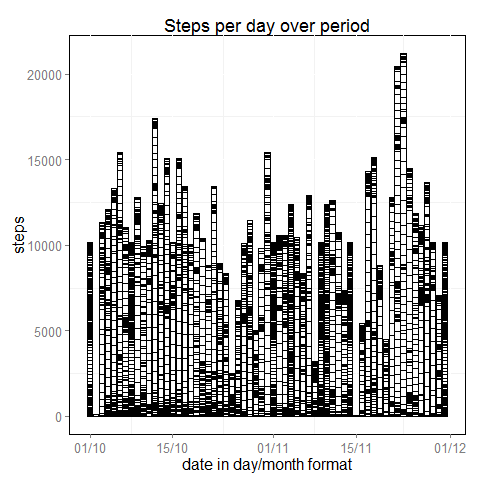 Steps per day over period
20000
15000
10000
5000
0
steps
01/10 15/10 01/11 15/11 01/12
date in day/month format